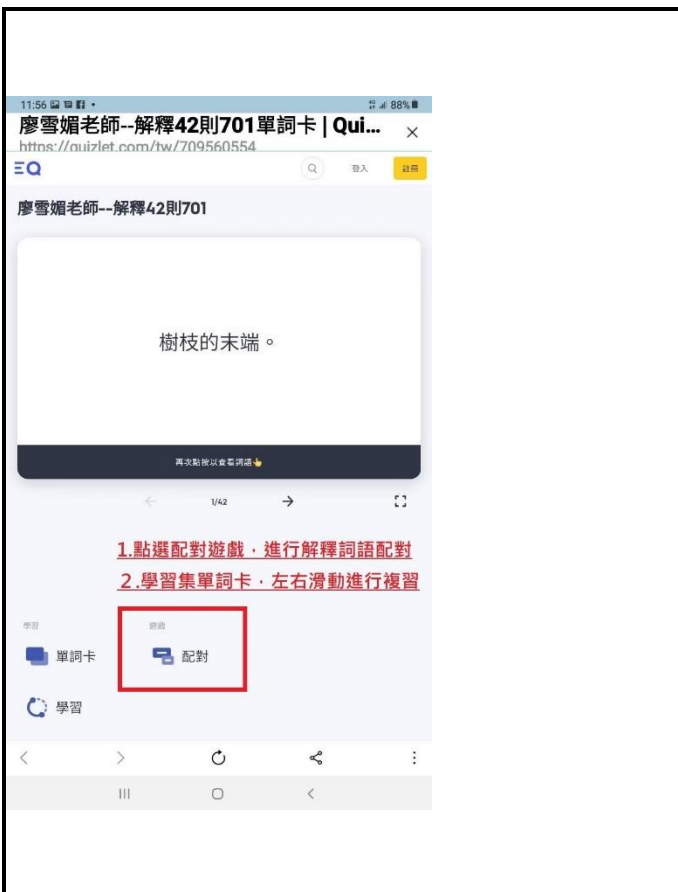 11:56
88%
廖雪媚老師--解釋42則701單詞卡 | Qui...
https://quizlet.com/tw/709560554
Q
登入
註冊
廖雪媚老師--解釋42則701
樹枝的末端。
再次點按以查看詞語👆
1/42
1.點選配對遊戲，進行解釋詞語配對
2.學習集單詞卡，左右滑動進行複習
學習
遊戲
單詞卡
配對
學習